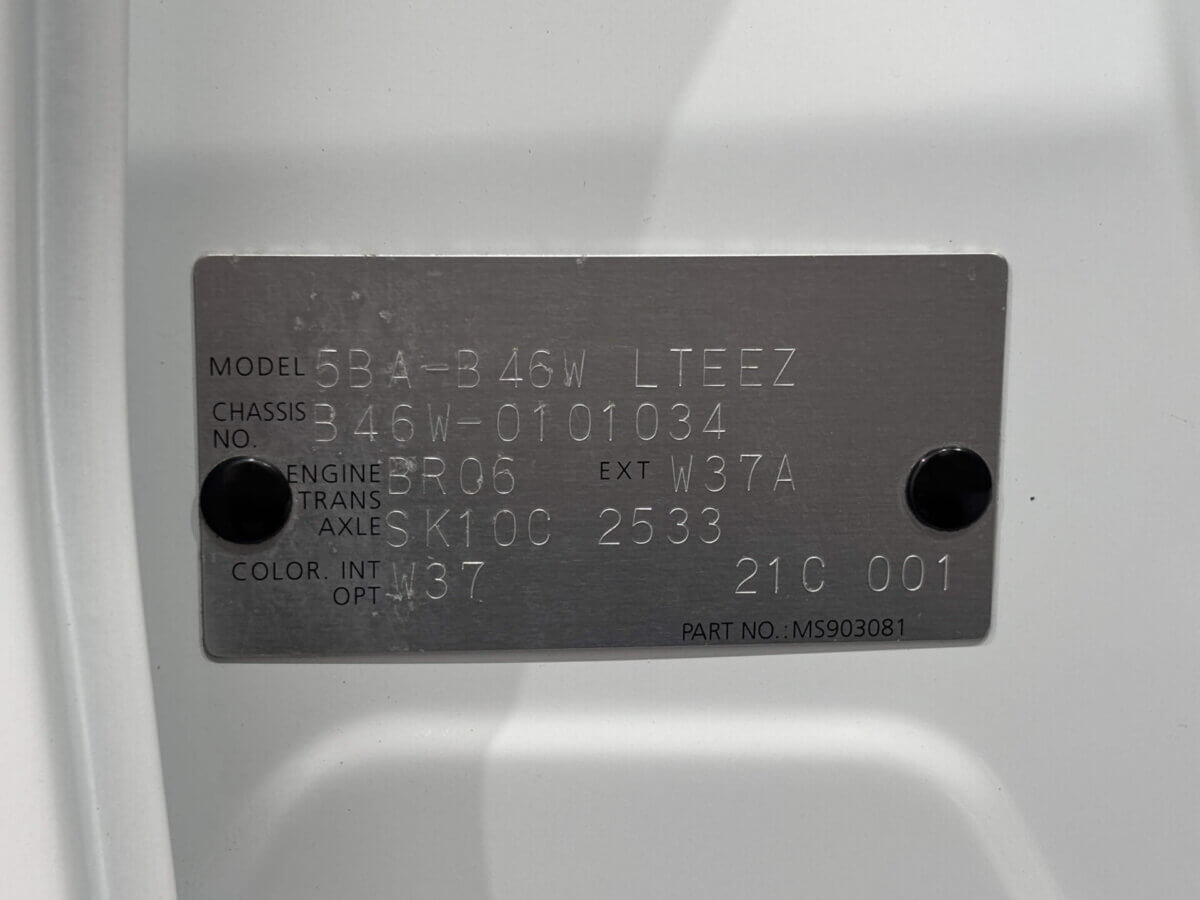 MODEL 5BA-B46W LTEEZ
CHASSIS NO. B46W-0101034
ENGINE BR06 EXT W37A
TRANS AXLE SK10C 2533
COLOR. INT W37 21C 001
OPT
PART NO.:MS903081